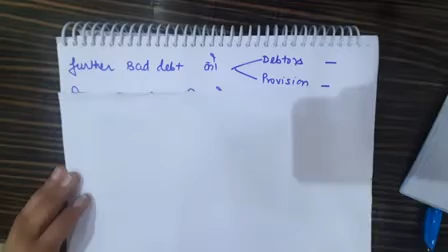 further Bad debt को Debtors −
Provision −